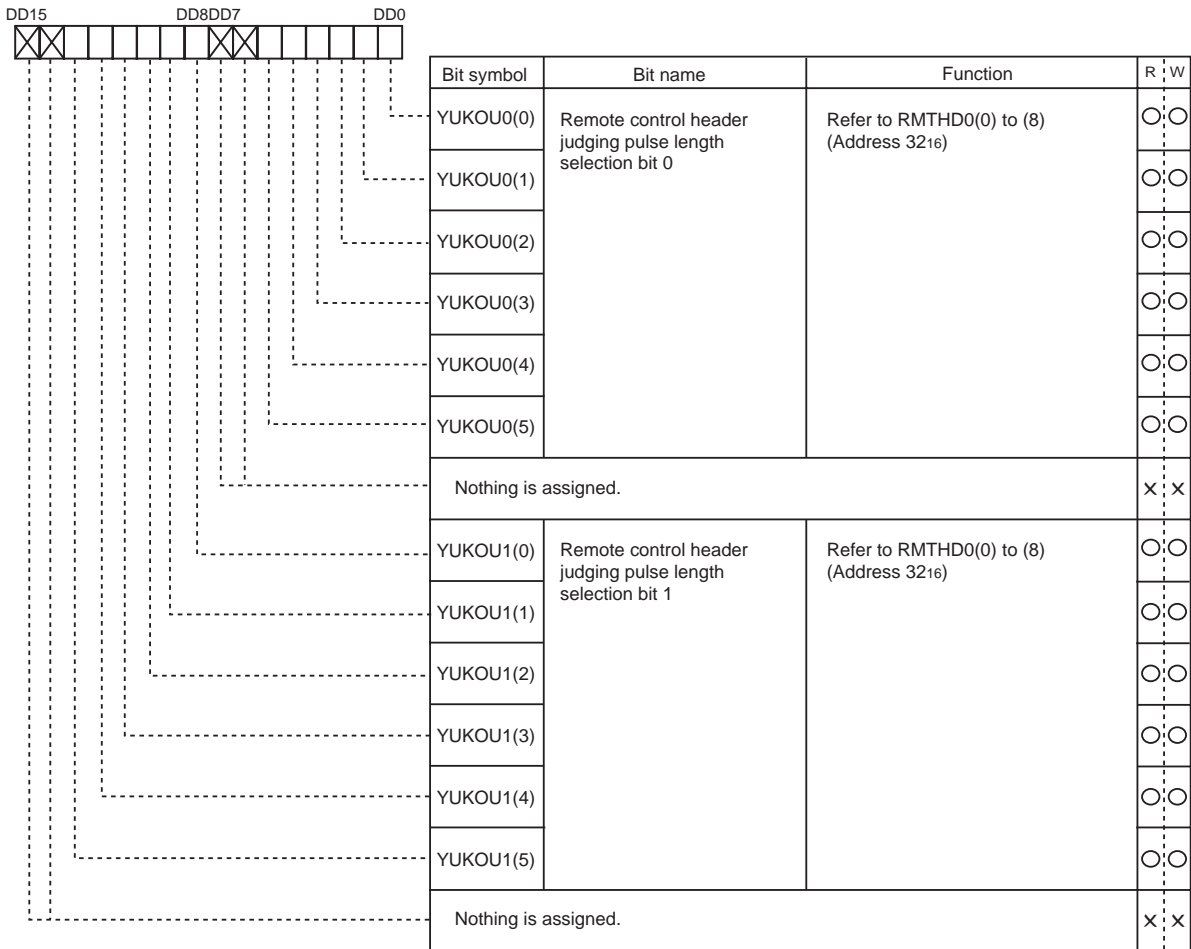 DD15 DD8DD7 DD0
Bit symbol Bit name Function R W
YUKOU0(0) Remote control header judging pulse length selection bit 0 Refer to RMTHD0(0) to (8) (Address 3216)
YUKOU0(1)
YUKOU0(2)
YUKOU0(3)
YUKOU0(4)
YUKOU0(5)
Nothing is assigned. × ×
YUKOU1(0) Remote control header judging pulse length selection bit 1 Refer to RMTHD0(0) to (8) (Address 3216)
YUKOU1(1)
YUKOU1(2)
YUKOU1(3)
YUKOU1(4)
YUKOU1(5)
Nothing is assigned. × ×